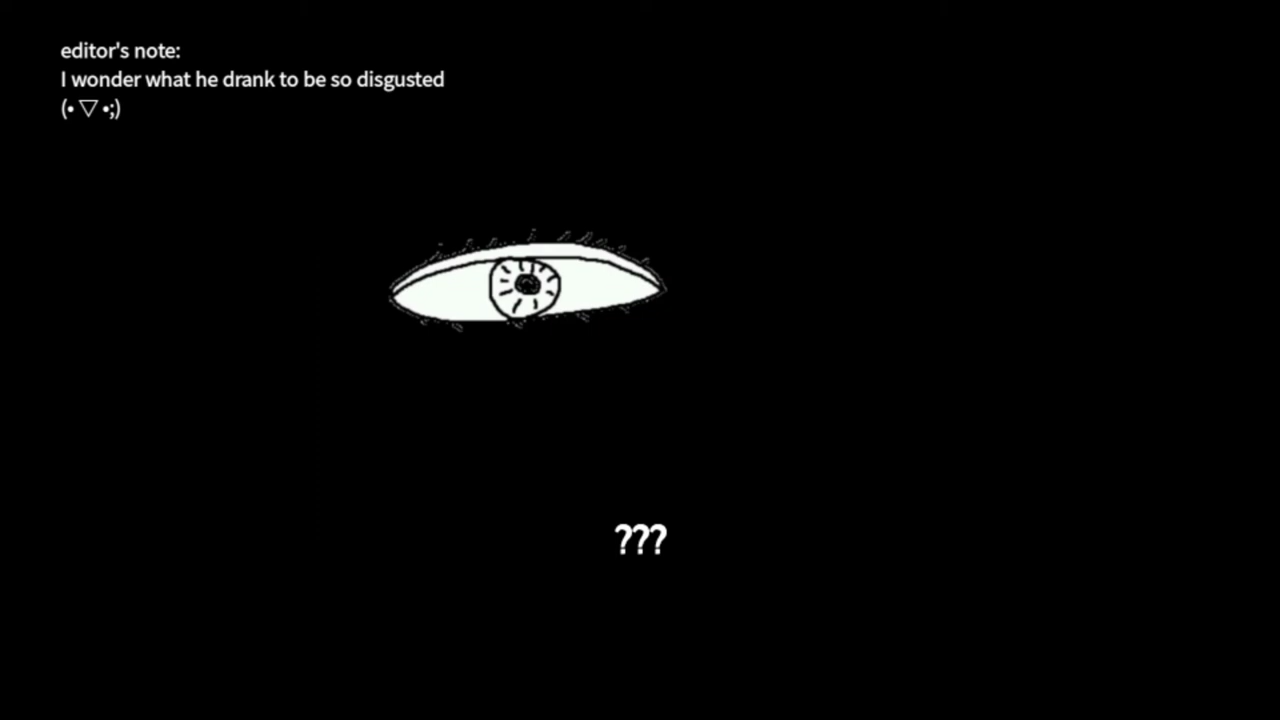 editor's note:
I wonder what he drank to be so disgusted
(• ▽ •;)
???